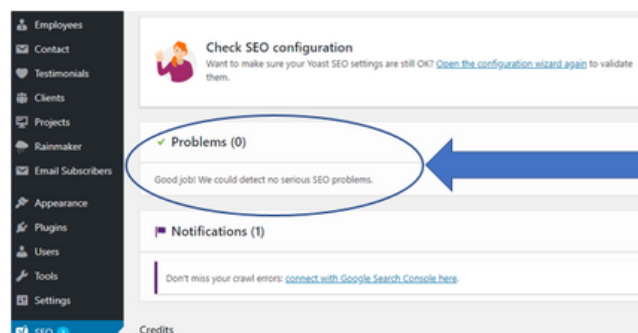 Employees
Contact
Testimonials
Clients
Projects
Rainmaker
Email Subscribers
Appearance
Plugins
Users
Tools
Settings
SEO
Check SEO configuration
Want to make sure your Yoast SEO settings are still OK? Open the configuration wizard again to validate
them.
Problems (0)
Good job! We could detect no serious SEO problems.
Notifications (1)
Don't miss your crawl errors: connect with Google Search Console here.
Credits